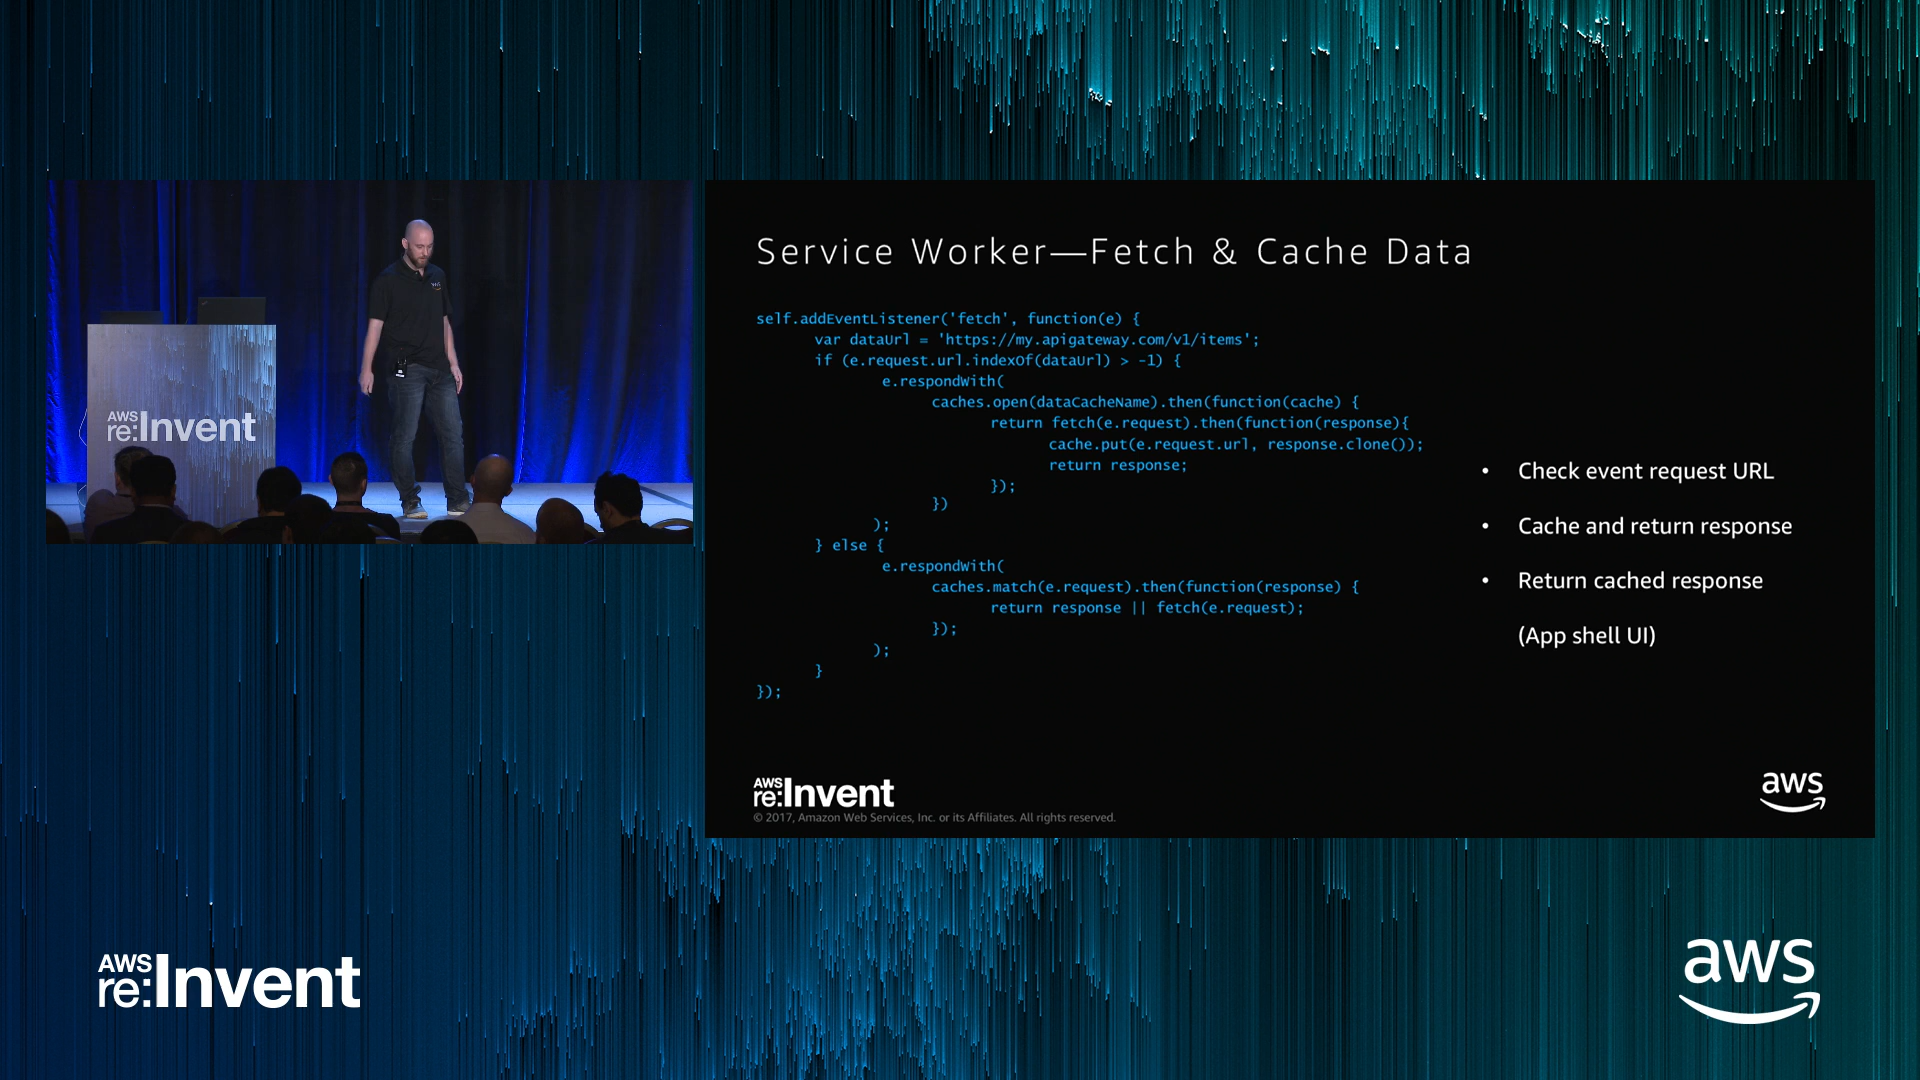 AWS
re:Invent
Service Worker—Fetch & Cache Data
self.addEventListener('fetch', function(e) {
var dataUrl = 'https://my.apigateway.com/v1/items';
if (e.request.url.indexOf(dataUrl) > -1) {
e.respondWith(
caches.open(dataCacheName).then(function(cache) {
return fetch(e.request).then(function(response){
cache.put(e.request.url, response.clone());
return response;
});
})
);
} else {
e.respondWith(
caches.match(e.request).then(function(response) {
return response || fetch(e.request);
});
);
}
});
• Check event request URL
• Cache and return response
• Return cached response
(App shell UI)
AWS
re:Invent
© 2017, Amazon Web Services, Inc. or its Affiliates. All rights reserved.
aws
AWS
re:Invent
aws